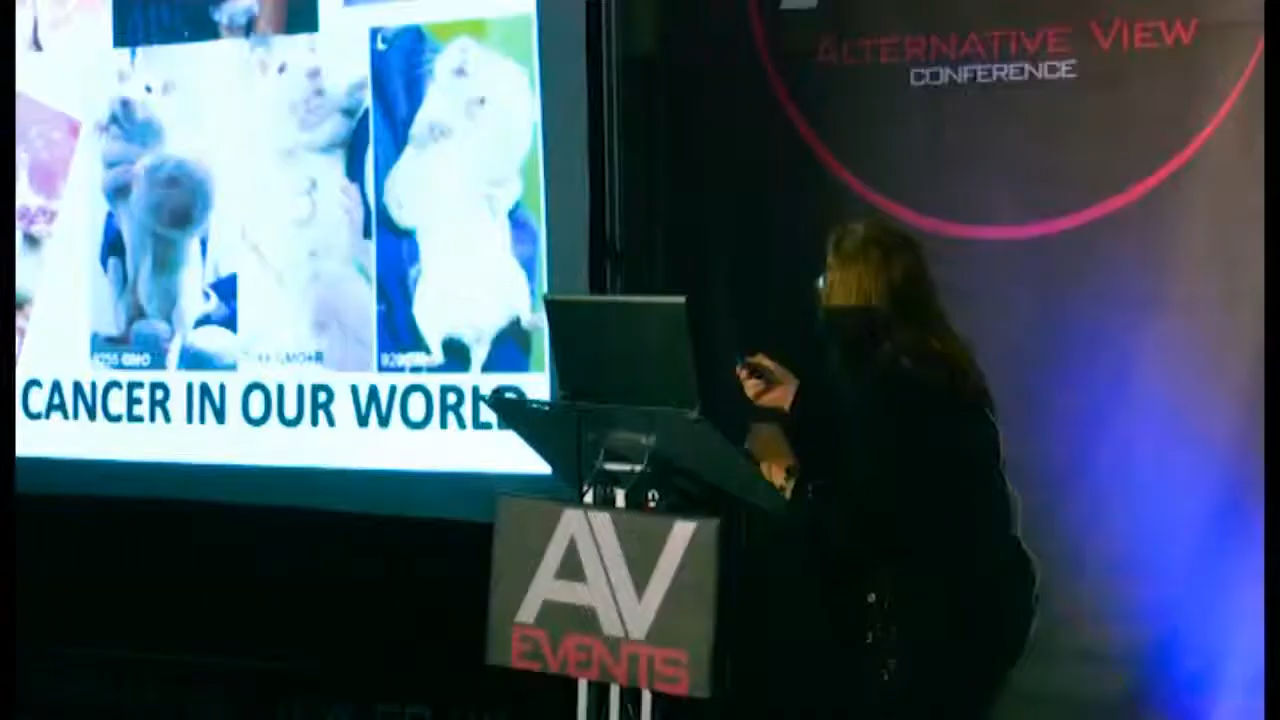 ALTERNATIVE VIEW
CONFERENCE
CANCER IN OUR WORLD
AV
EVENTS